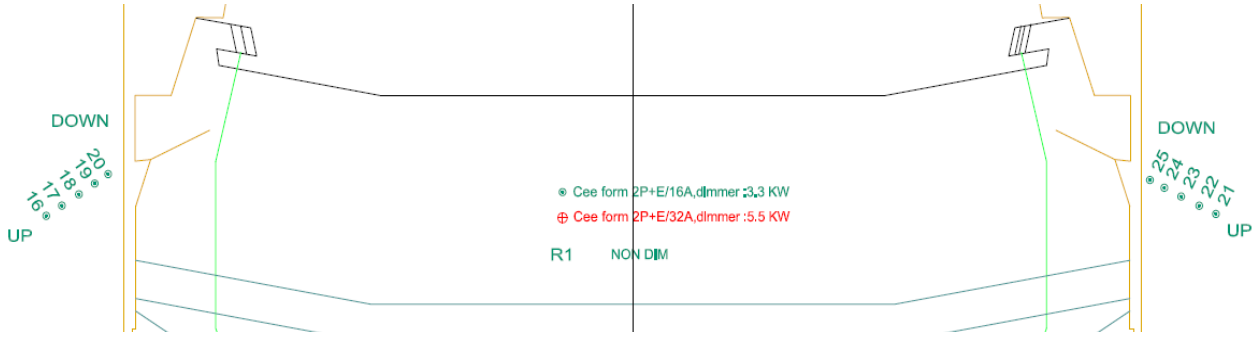 DOWN
20
19
18
17
16
UP
Cee form 2P+E/16A,dImmer :3.3 KW
Cee form 2P+E/32A,dImmer :5.5 KW
R1 NON DIM
DOWN
25
24
23
22
21
UP